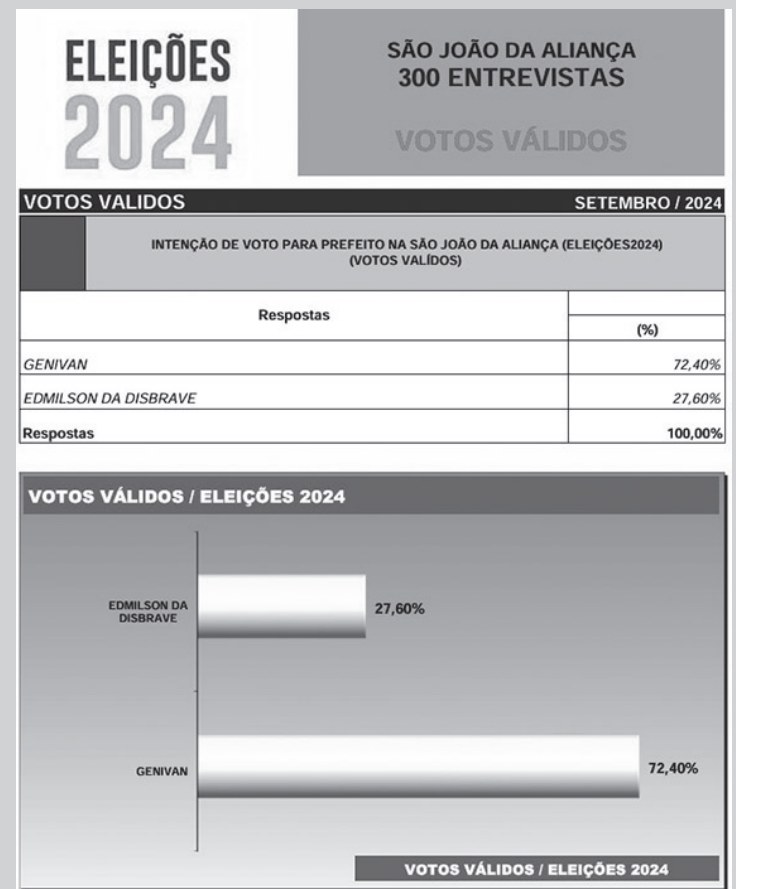 ELEIÇÕES
2024
SÃO JOÃO DA ALIANÇA
300 ENTREVISTAS
VOTOS VÁLIDOS
VOTOS VALIDOS
SETEMBRO / 2024
INTENÇÃO DE VOTO PARA PREFEITO NA SÃO JOÃO DA ALIANÇA (ELEIÇÕES2024)
(VOTOS VALÍDOS)
Respostas
(%)
GENIVAN 72,40%
EDMILSON DA DISBRAVE 27,60%
Respostas 100,00%
VOTOS VÁLIDOS / ELEIÇÕES 2024
EDMILSON DA
DISBRAVE
27,60%
GENIVAN
72,40%
VOTOS VÁLIDOS / ELEIÇÕES 2024